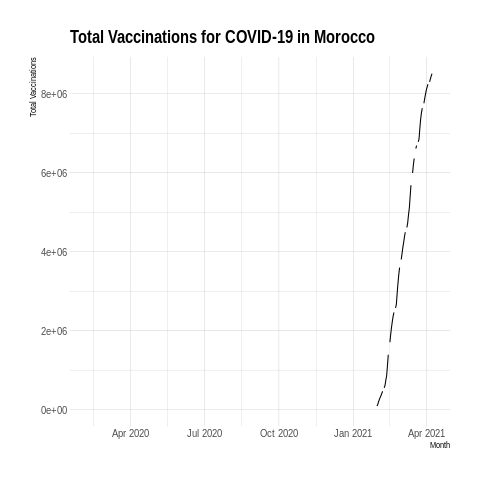 Total Vaccinations for COVID-19 in Morocco
Total Vaccinations
8e+06
6e+06
4e+06
2e+06
0e+00
Apr 2020 Jul 2020 Oct 2020 Jan 2021 Apr 2021
Month